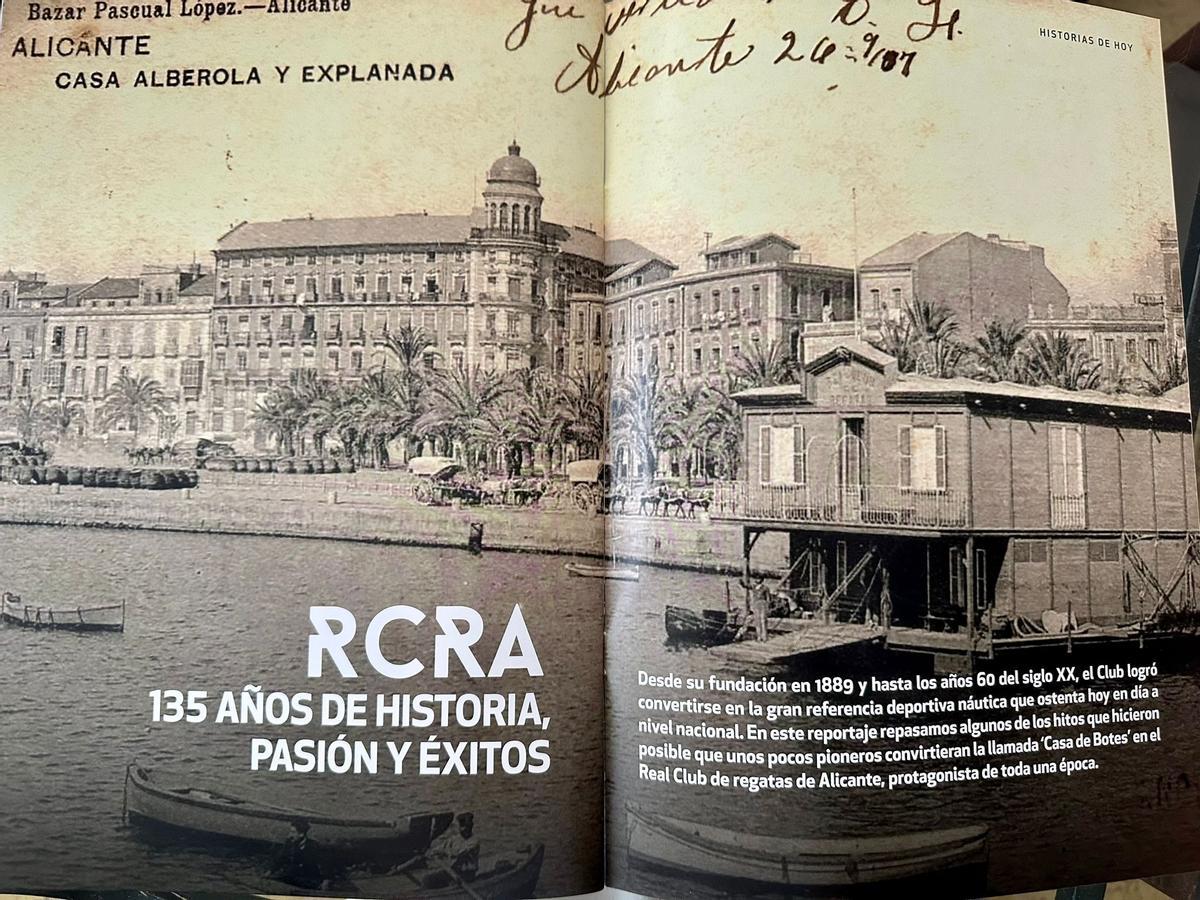 Bazar Pascual López.—Alicante
ALICANTE
CASA ALBEROLA Y EXPLANADA
Alicante 26=9/07
HISTORIAS DE HOY
RCRA
135 AÑOS DE HISTORIA,
PASIÓN Y ÉXITOS
Desde su fundación en 1889 y hasta los años 60 del siglo XX, el Club logró
convertirse en la gran referencia deportiva náutica que ostenta hoy en día a
nivel nacional. En este reportaje repasamos algunos de los hitos que hicieron
posible que unos pocos pioneros convirtieran la llamada ‘Casa de Botes’ en el
Real Club de regatas de Alicante, protagonista de toda una época.